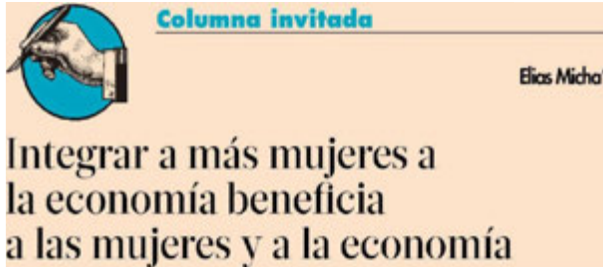 Columna invitada
Elias Micha
Integrar a más mujeres a
la economía beneficia
a las mujeres y a la economía